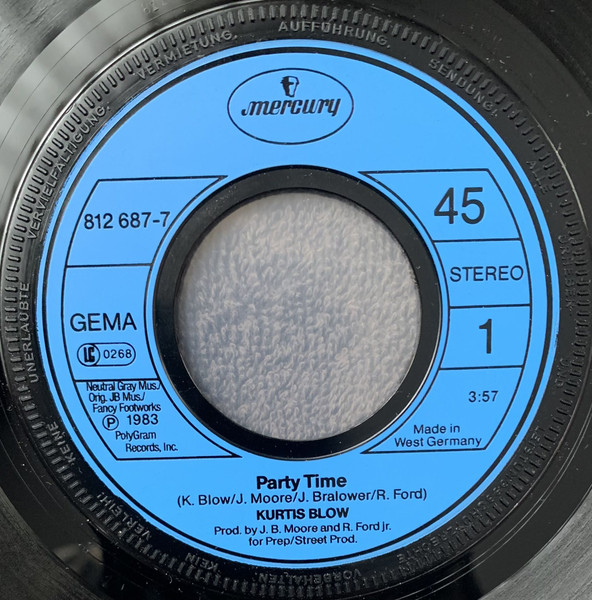 mercury
812 687-7
45
STEREO
GEMA
LC 0268
1
Neutral Gray Mus./
Orig. JB Mus./
Fancy Footworks
Ⓟ 1983
PolyGram
Records, Inc.
3:57
Made in
West Germany
Party Time
(K. Blow/J. Moore/J. Bralower/R. Ford)
KURTIS BLOW
Prod. by J. B. Moore and R. Ford jr.
for Prep/Street Prod.
UNERLAUBTE VERVIELFALTIGUNG, VERMIETUNG, AUFFÜHRUNG, SENDUNG.
KEINE
KEIN
VORBEHALTEN.